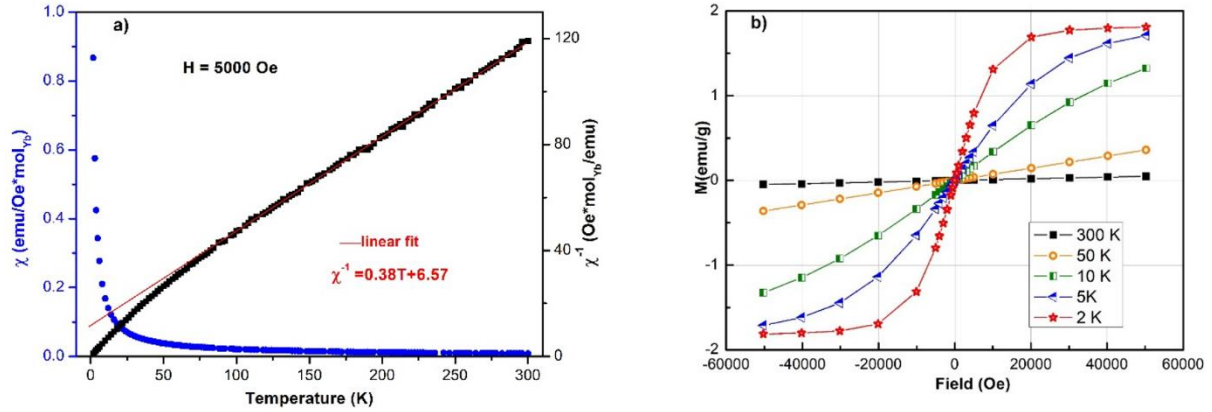 a)
H = 5000 Oe
χ (emu/Oe*mol_Yb)
1.0
0.8
0.6
0.4
0.2
0.0
χ⁻¹ (Oe*mol_Yb/emu)
120
80
40
0
linear fit
χ⁻¹ =0.38T+6.57
0 50 100 150 200 250 300
Temperature (K)
b)
M(emu/g)
2
1
0
-1
-2
300 K
50 K
10 K
5K
2 K
-60000 -40000 -20000 0 20000 40000 60000
Field (Oe)